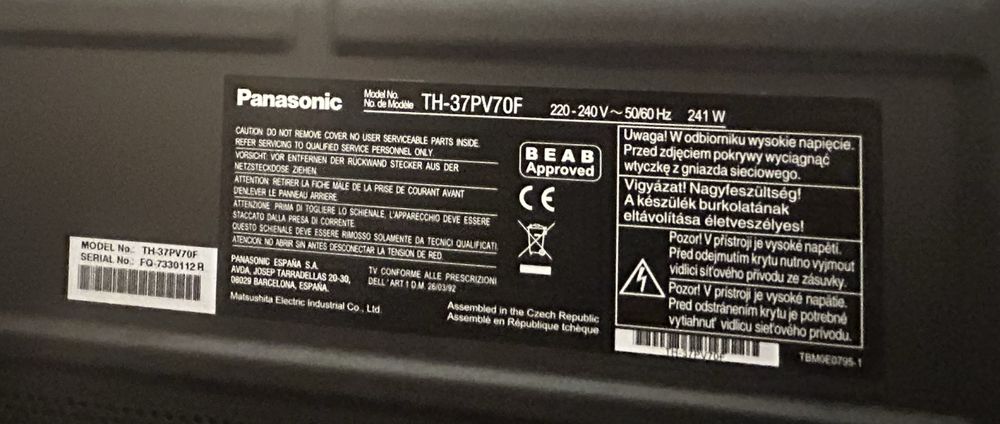 Panasonic Model No. No. de Modèle TH-37PV70F 220-240 V~50/60 Hz 241 W
CAUTION DO NOT REMOVE COVER NO USER SERVICEABLE PARTS INSIDE.
REFER SERVICING TO QUALIFIED SERVICE PERSONNEL ONLY
VORSICHT: VOR ENTFERNEN DER RÜCKWAND STECKER AUS DER
NETZSTECKDOSE ZIEHEN
ATTENTION: RETIRER LA FICHE MALE DE LA PRISE DE COURANT AVANT
D'ENLEVER LE PANNEAU ARRIERE.
ATTENZIONE PRIMA DI TOGLIERE LO SCHIENALE, L'APPARECCHIO DEVE ESSERE
STACCATO DALLA PRESA DI CORRENTE.
QUESTO SCHIENALE DEVE ESSERE RIMOSSO SOLAMENTE DA TECNICI QUALIFICATI.
ATENCION: NO ABRIR SIN ANTES DESCONECTAR LA TENSION DE RED.
PANASONIC ESPAÑA S.A.
AVDA, JOSEP TARRADELLAS 20-30,
08029 BARCELONA, ESPAÑA.
TV CONFORME ALLE PRESCRIZIONI
DELL'ART 1 D.M. 26/03/92
Matsushita Electric Industrial Co., Ltd.
Assembled in the Czech Republic
Assemblé en République tchèque
BEAB
Approved
CE
Uwaga! W odbiorniku wysokie napięcie.
Przed zdjęciem pokrywy wyciągnąć
wtyczkę z gniazda sieciowego.
Vigyázat! Nagyfeszültség!
A készülék burkolatának
eltávolítása életveszélyes!
Pozor! V přístroji je vysoké napětí.
Před odejmutím krytu nutno vyjmout
vidlici síťového přívodu ze zásuvky.
Pozor! V prístroji je vysoké napätie.
Pred odstránením krytu je potrebné
vytiahnuť vidlicu sieťového prívodu.
TH-37PV70F
TBM0E0795-1
MODEL No.: TH-37PV70F
SERIAL No.: FQ-7330112 R